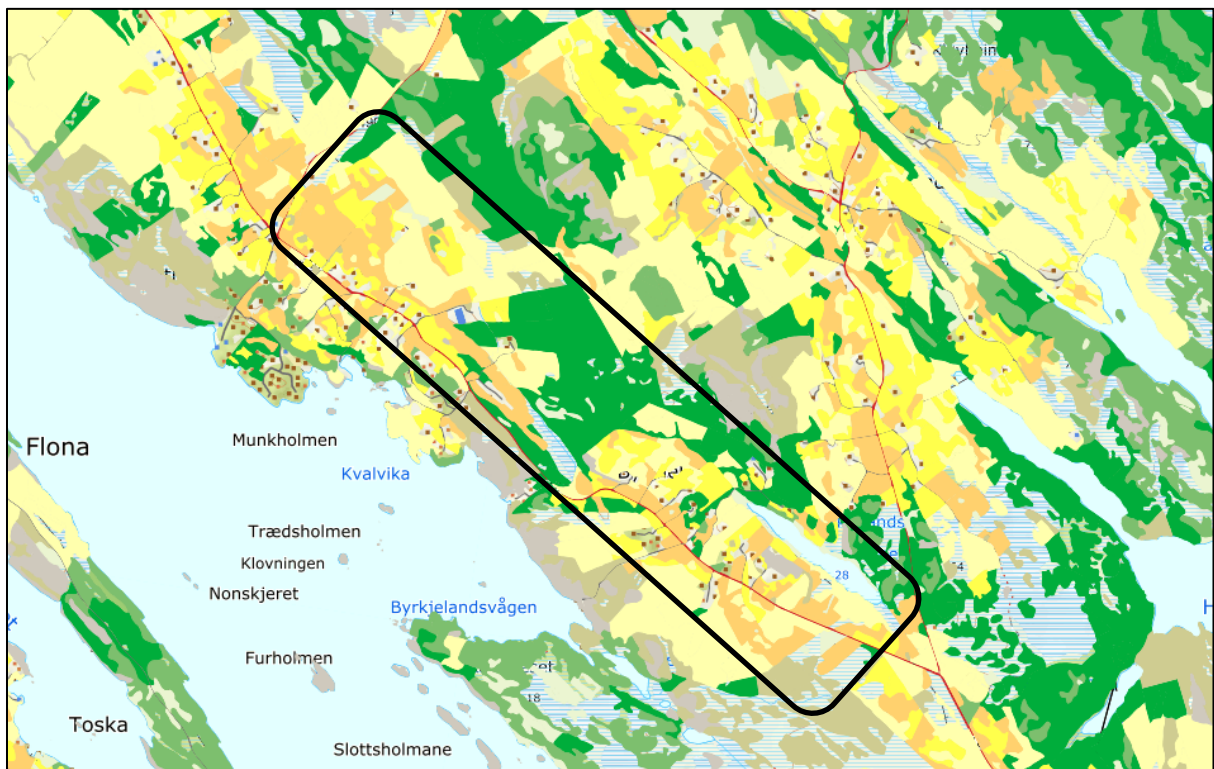 Flona
Munkholmen
Kvalvika
Trædsholmen
Klovningen
Nonskjeret
28
Byrkjelandsvågen
Furholmen
18
Toska
Slottsholmane